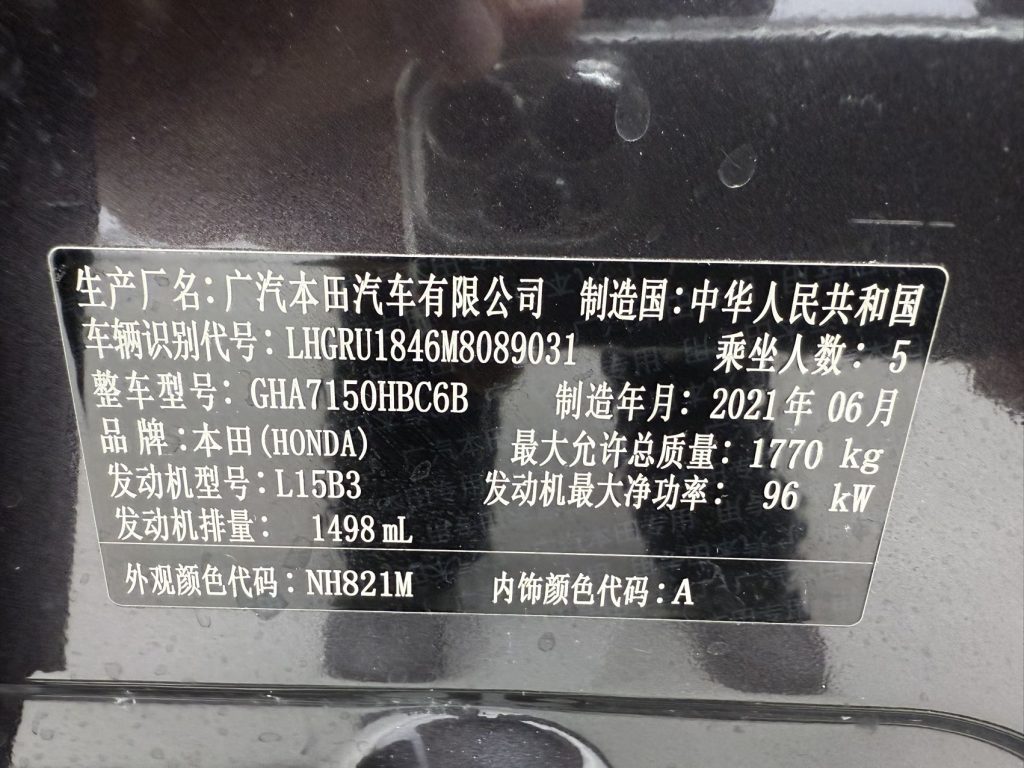 生产厂名：广汽本田汽车有限公司 制造国：中华人民共和国
车辆识别代号：LHGRU1846M8089031 乘坐人数：5
整车型号：GHA7150HBC6B 制造年月：2021年06月
品牌：本田(HONDA) 最大允许总质量：1770 kg
发动机型号：L15B3 发动机最大净功率：96 kW
发动机排量：1498 mL
外观颜色代码：NH821M 内饰颜色代码：A